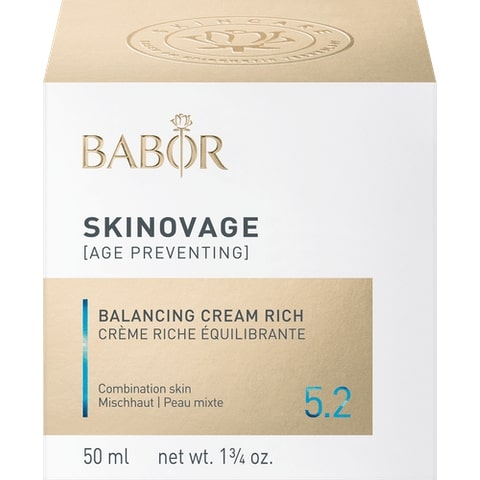 SKINCARE
BABOR
SKINOVAGE
[AGE PREVENTING]
BALANCING CREAM RICH
CRÈME RICHE ÉQUILIBRANTE
Combination skin
Mischhaut | Peau mixte
5.2
50 ml net wt. 1¾ oz.